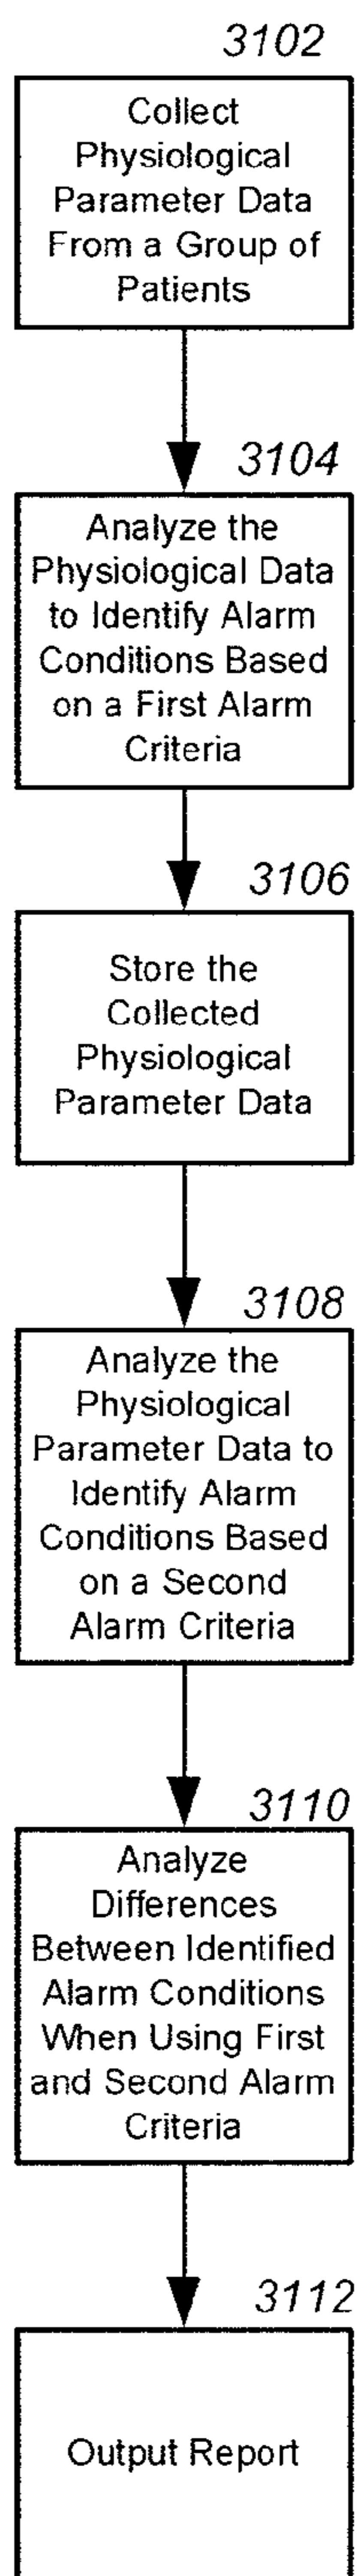 3102
Collect
Physiological
Parameter Data
From a Group of
Patients
3104
Analyze the
Physiological Data
to Identify Alarm
Conditions Based
on a First Alarm
Criteria
3106
Store the
Collected
Physiological
Parameter Data
3108
Analyze the
Physiological
Parameter Data to
Identify Alarm
Conditions Based
on a Second
Alarm Criteria
3110
Analyze
Differences
Between Identified
Alarm Conditions
When Using First
and Second Alarm
Criteria
3112
Output Report